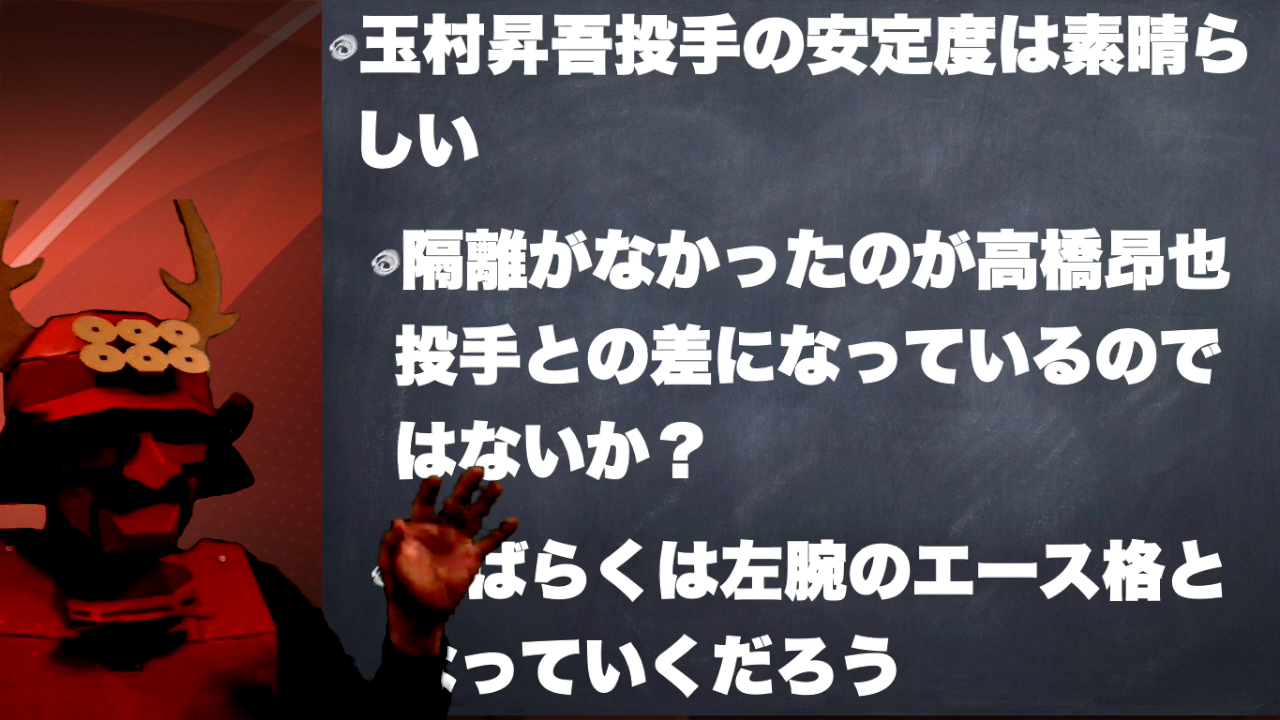 玉村昇吾投手の安定度は素晴ら
しい
隔離がなかったのが高橋昂也
投手との差になっているので
はないか？
ばらくは左腕のエース格と
っていくだろう